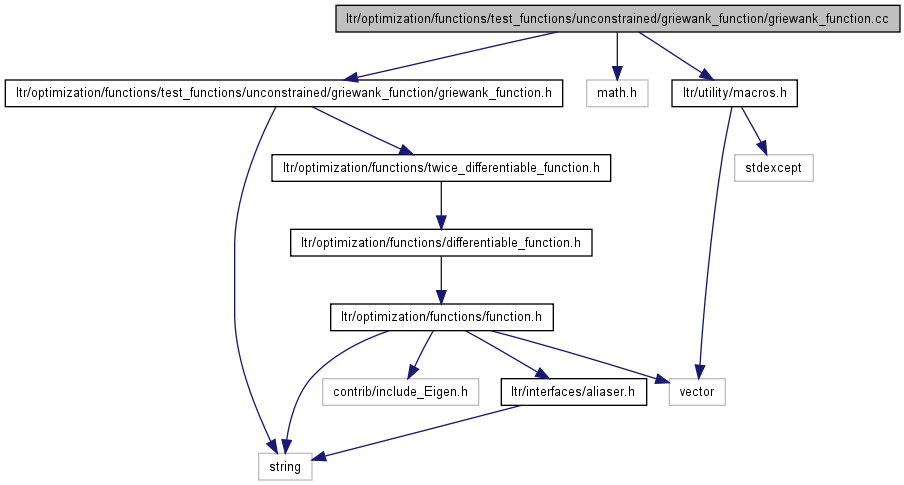 ltr/optimization/functions/test_functions/unconstrained/griewank_function/griewank_function.cc
ltr/optimization/functions/test_functions/unconstrained/griewank_function/griewank_function.h
math.h
ltr/utility/macros.h
ltr/optimization/functions/twice_differentiable_function.h
stdexcept
ltr/optimization/functions/differentiable_function.h
ltr/optimization/functions/function.h
contrib/include_Eigen.h
ltr/interfaces/aliaser.h
vector
string